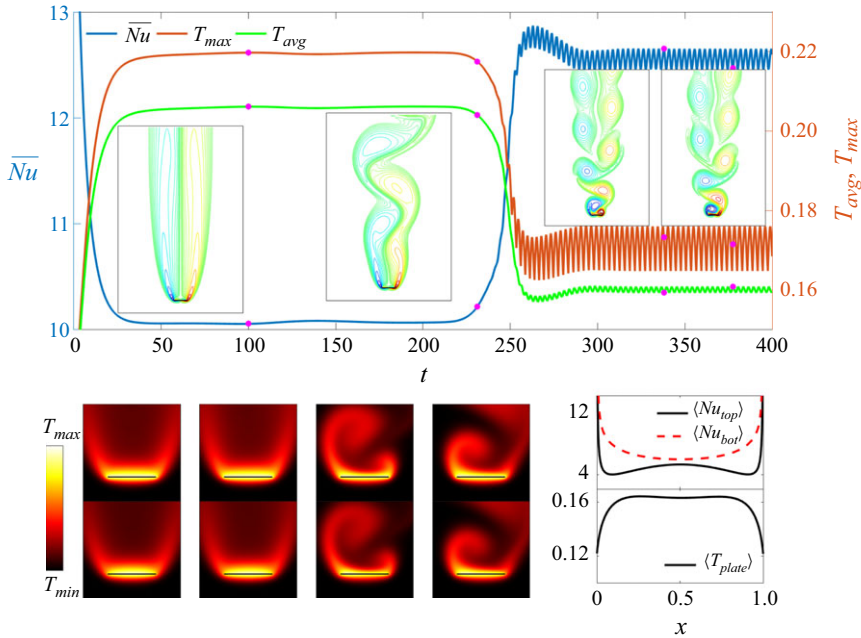 13
12
11
10
Nu
Nu T_max T_avg
0.22
0.20
0.18
0.16
T_avg, T_max
0 50 100 150 200 250 300 350 400
t
T_max
T_min
12
4
⟨Nu_top⟩
⟨Nu_bot⟩
0.16
0.12
⟨T_plate⟩
0 0.5 1.0
x